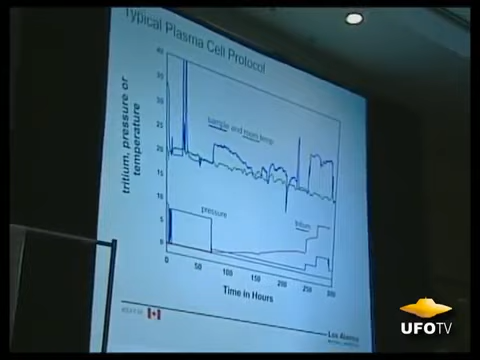 Typical Plasma Cell Protocol
tritium, pressure or
temperature
40
35
30
25
20
15
10
5
0
sample and room temp
pressure
tritium
0 50 100 150 200 250 300
Time in Hours
Los Alamos
UFOTV